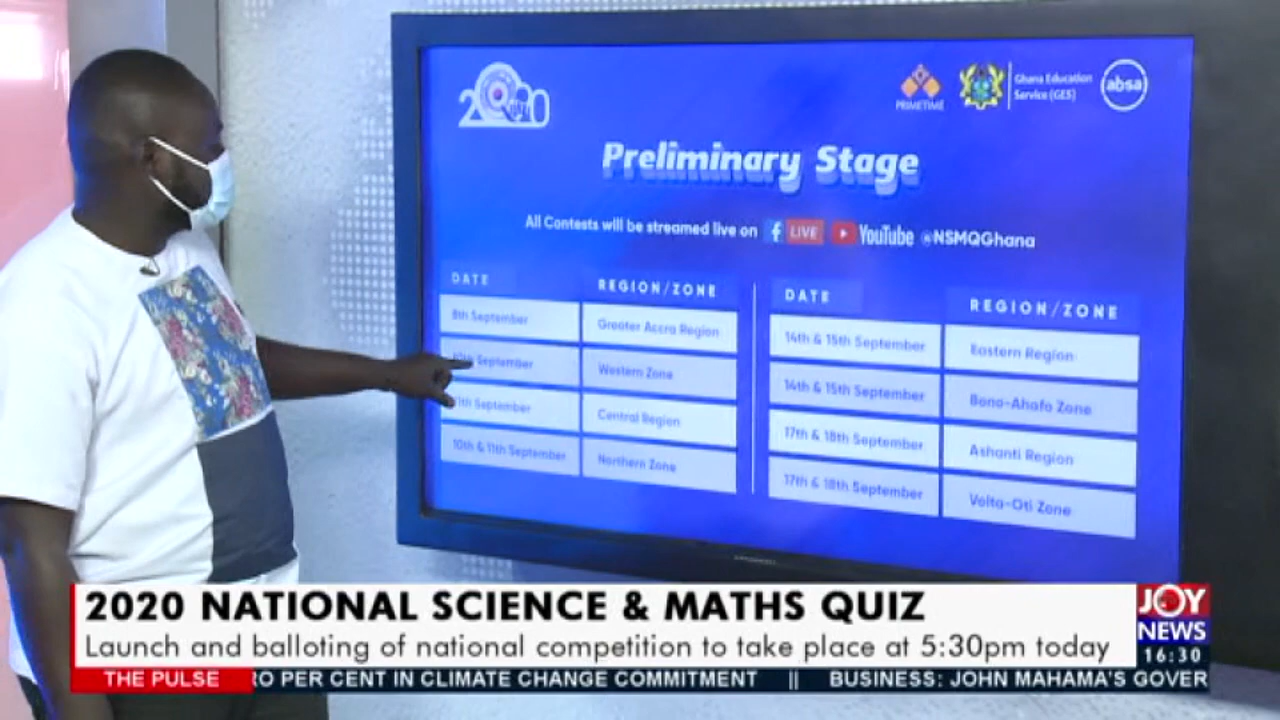 2020
PRIMETIME
Ghana Education
Service (GES)
absa
Preliminary Stage
All Contests will be streamed live on f LIVE YouTube @NSMQGhana
DATE REGION/ZONE
8th September Greater Accra Region
10th September Western Zone
11th September Central Region
10th & 11th September Northern Zone
DATE REGION/ZONE
14th & 15th September Eastern Region
14th & 15th September Bono-Ahafo Zone
17th & 18th September Ashanti Region
17th & 18th September Volta-Oti Zone
2020 NATIONAL SCIENCE & MATHS QUIZ
Launch and balloting of national competition to take place at 5:30pm today
JOY
NEWS
16:30
THE PULSE RO PER CENT IN CLIMATE CHANGE COMMITMENT || BUSINESS: JOHN MAHAMA'S GOVER